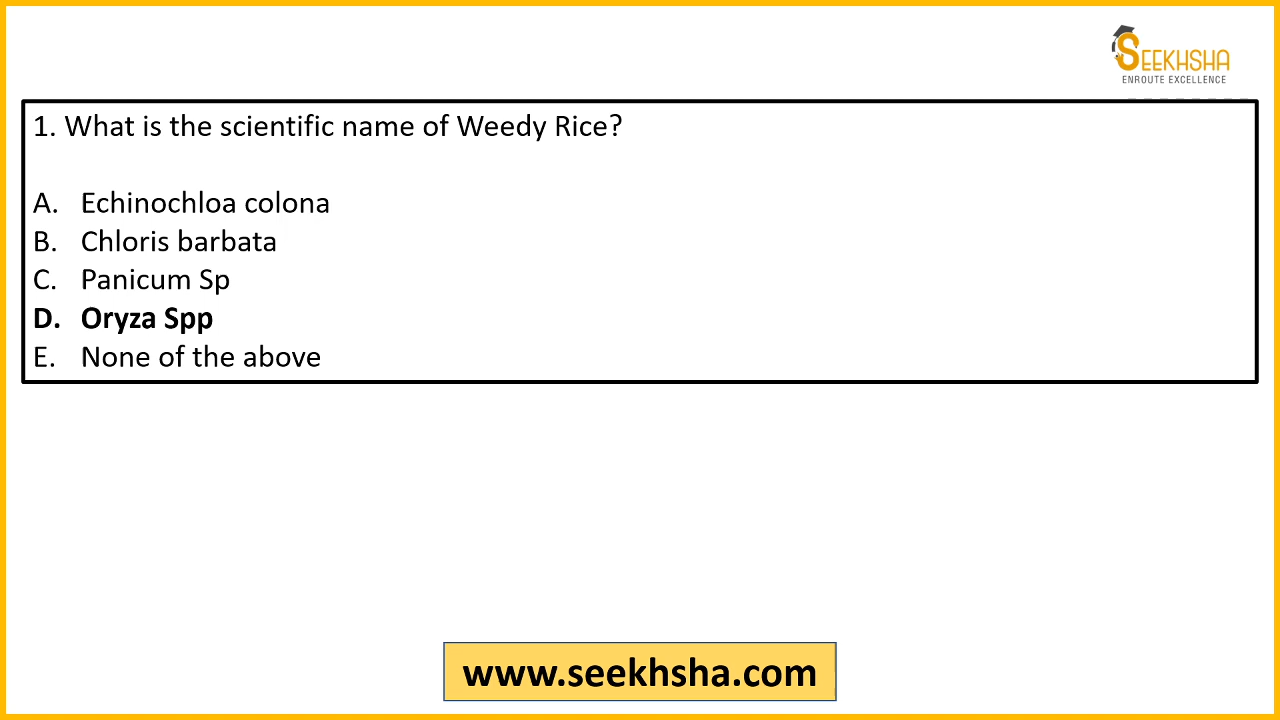 SEEKHSHA
ENROUTE EXCELLENCE
1. What is the scientific name of Weedy Rice?
A. Echinochloa colona
B. Chloris barbata
C. Panicum Sp
D. Oryza Spp
E. None of the above
www.seekhsha.com